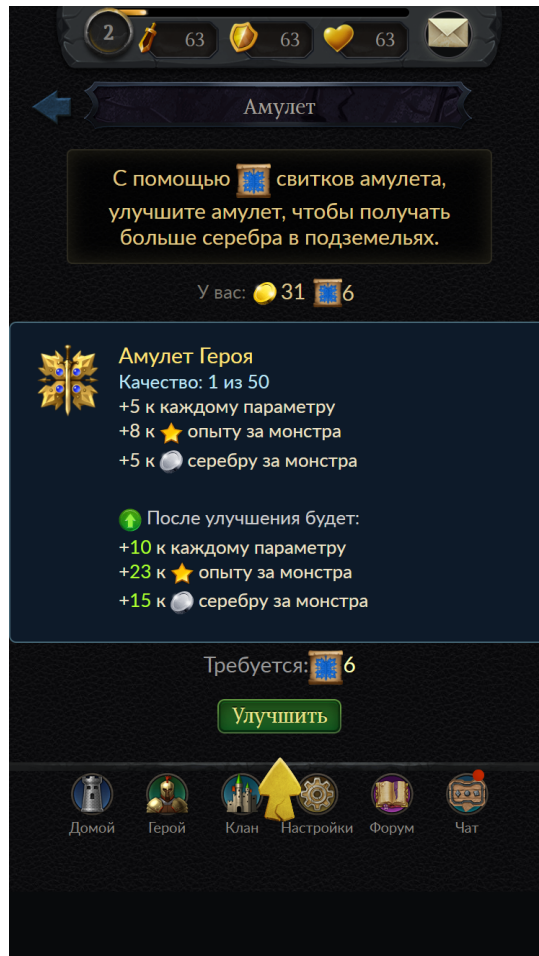 2
63
63
63
Амулет
С помощью свитков амулета,
улучшите амулет, чтобы получать
больше серебра в подземельях.
У вас: 31 6
Амулет Героя
Качество: 1 из 50
+5 к каждому параметру
+8 к опыту за монстра
+5 к серебру за монстра
После улучшения будет:
+10 к каждому параметру
+23 к опыту за монстра
+15 к серебру за монстра
Требуется: 6
Улучшить
Домой
Герой
Клан
Настройки
Форум
Чат